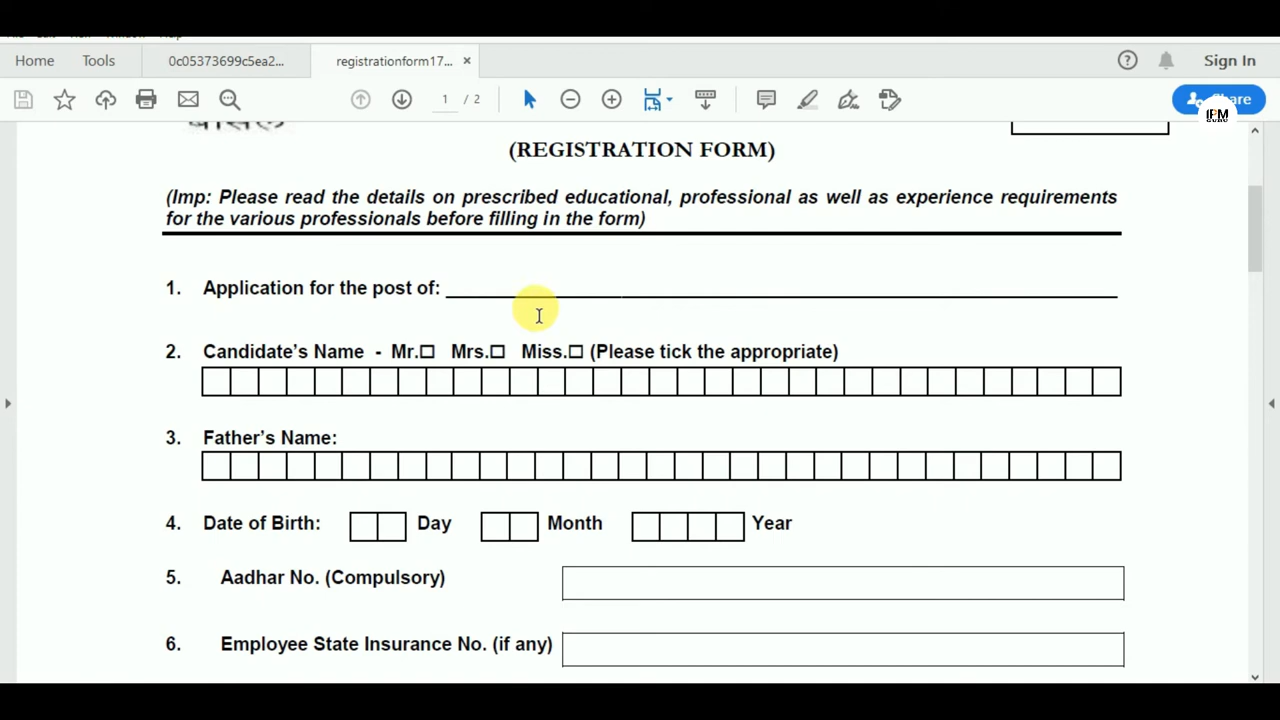 Home Tools 0c05373699c5ea2... registrationform17... ×
? Sign In
1 / 2
Share
IPM
(REGISTRATION FORM)
(Imp: Please read the details on prescribed educational, professional as well as experience requirements
for the various professionals before filling in the form)
1. Application for the post of:
2. Candidate's Name - Mr.☐ Mrs.☐ Miss.☐ (Please tick the appropriate)
3. Father's Name:
4. Date of Birth: Day Month Year
5. Aadhar No. (Compulsory)
6. Employee State Insurance No. (if any)